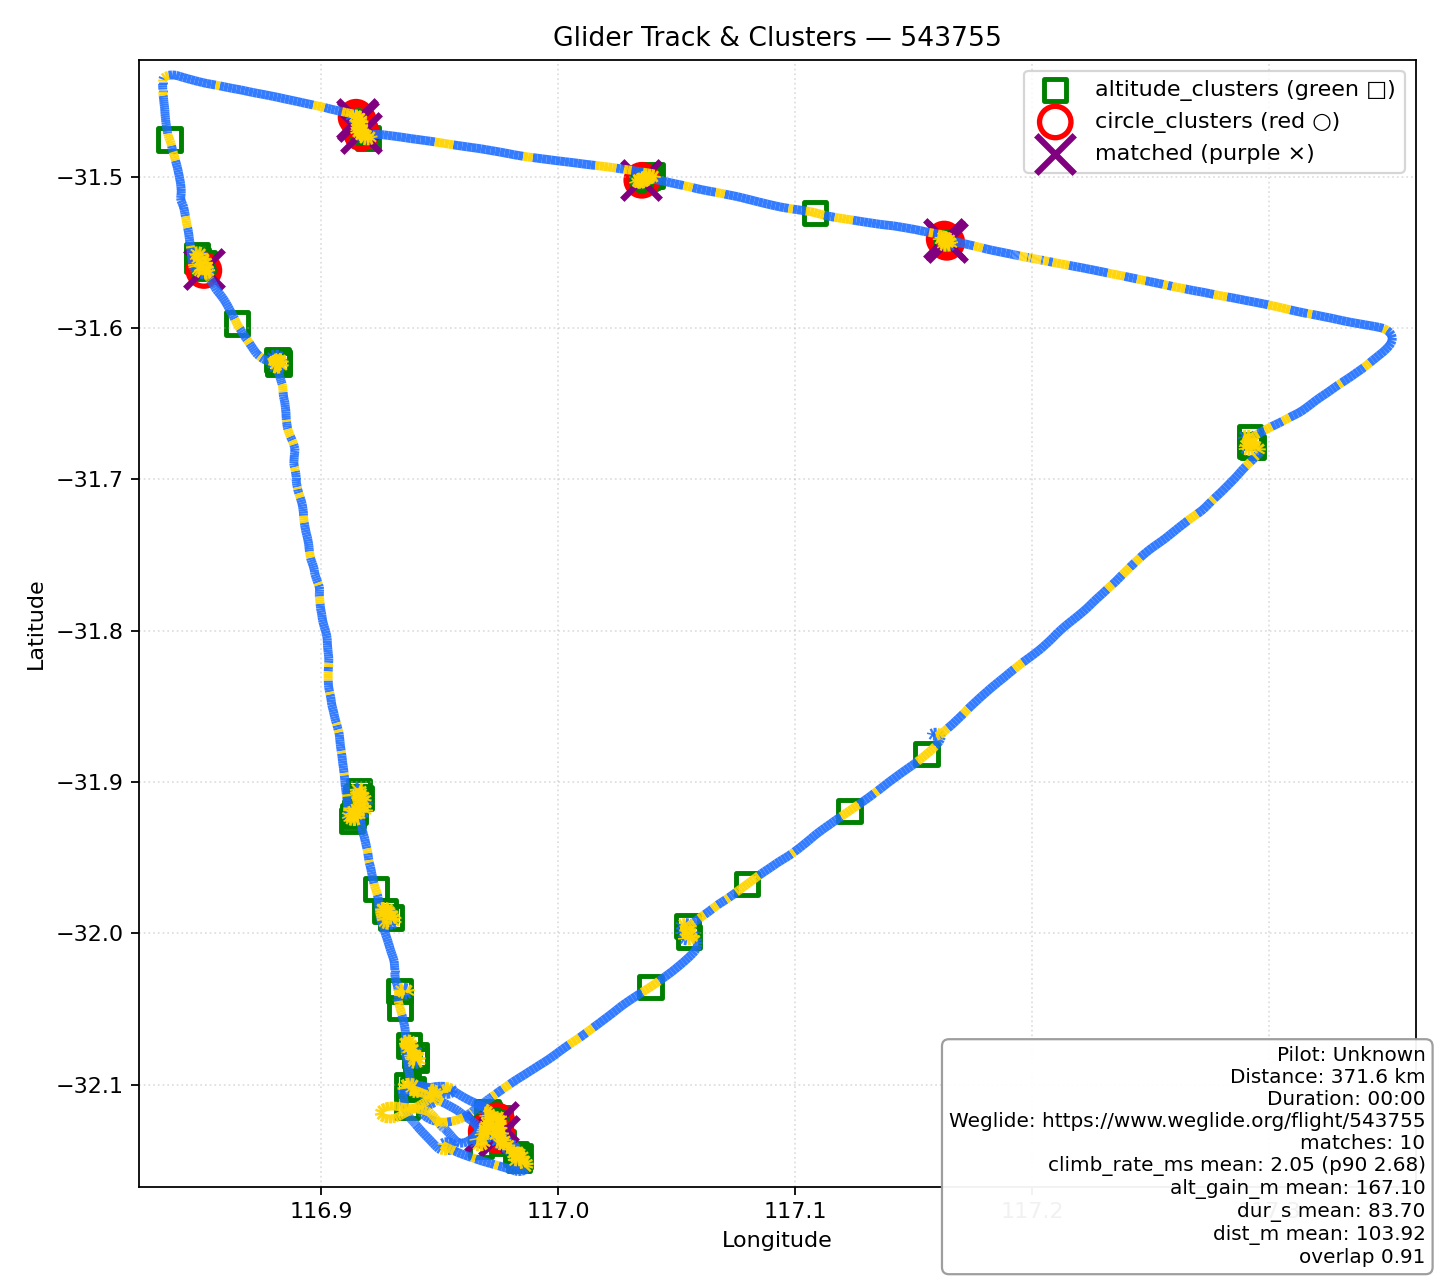 Glider Track & Clusters — 543755
altitude_clusters (green □)
circle_clusters (red ○)
matched (purple ×)
−31.5
−31.6
−31.7
−31.8
−31.9
−32.0
−32.1
Latitude
116.9
117.0
117.1
117.2
Longitude
Pilot: Unknown
Distance: 371.6 km
Duration: 00:00
Weglide: https://www.weglide.org/flight/543755
matches: 10
climb_rate_ms mean: 2.05 (p90 2.68)
alt_gain_m mean: 167.10
dur_s mean: 83.70
dist_m mean: 103.92
overlap 0.91